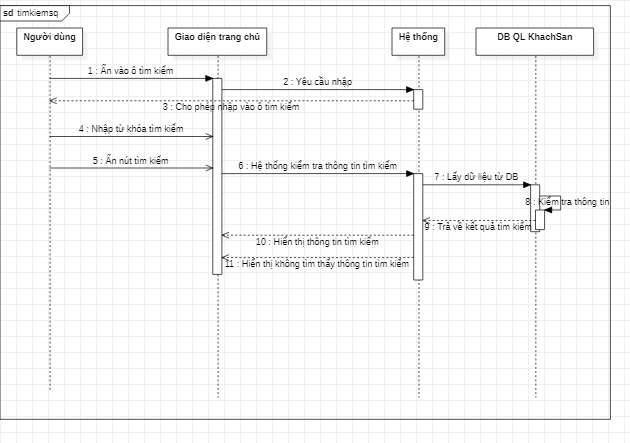 sd timkiemsq
Người dùng
Giao diện trang chủ
Hệ thống
DB QL KhachSan
1 : Ấn vào ô tìm kiếm
2 : Yêu cầu nhập
3 : Cho phép nhập vào ô tìm kiếm
4 : Nhập từ khóa tìm kiếm
5 : Ấn nút tìm kiếm
6 : Hệ thống kiểm tra thông tin tìm kiếm
7 : Lấy dữ liệu từ DB
8 : Kiểm tra thông tin
9 : Trả về kết quả tìm kiếm
10 : Hiển thị thông tin tìm kiếm
11 : Hiển thị không tìm thấy thông tin tìm kiếm